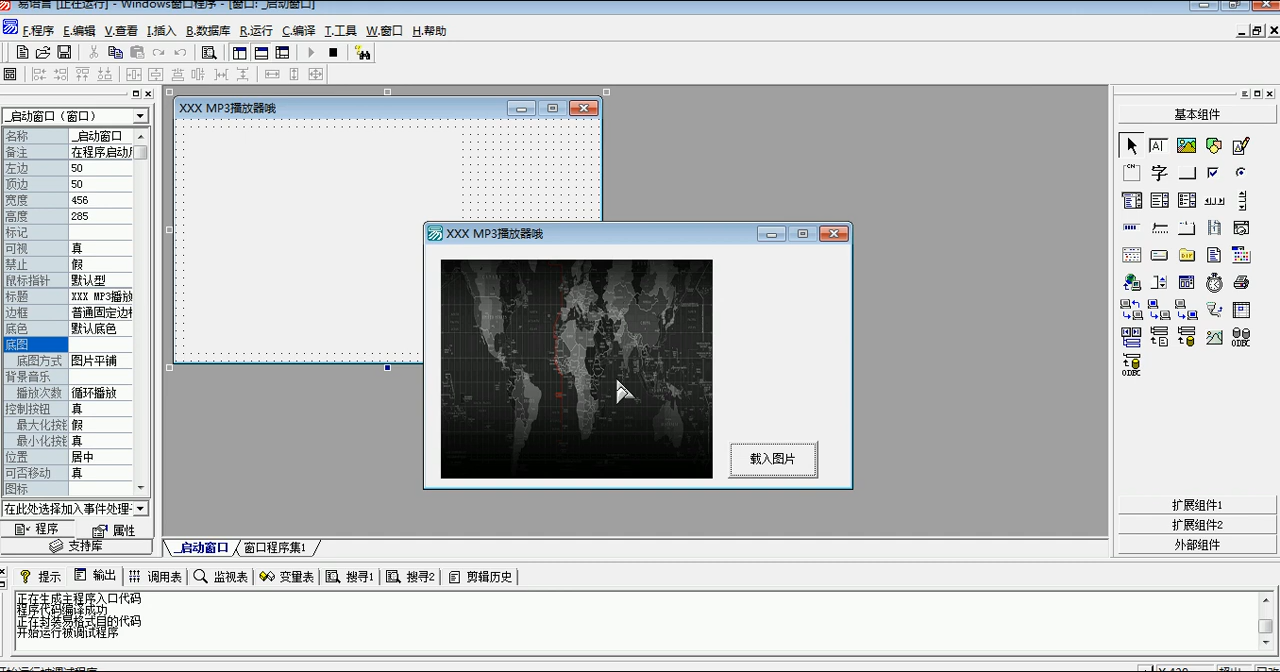 易语言 [正在运行] - Windows窗口程序 - [窗口: _启动窗口]
F.程序 E.编辑 V.查看 I.插入 B.数据库 R.运行 C.编译 T.工具 W.窗口 H.帮助
_启动窗口（窗口）
名称 _启动窗口
备注 在程序启动后
左边 50
顶边 50
宽度 456
高度 285
标记
可视 真
禁止 假
鼠标指针 默认型
标题 XXX MP3播放
边框 普通固定边框
底色 默认底色
底图
底图方式 图片平铺
背景音乐
播放次数 循环播放
控制按钮 真
最大化按钮 假
最小化按钮 真
位置 居中
可否移动 真
图标
在此处选择加入事件处理
程序 属性
支持库
XXX MP3播放器哦
XXX MP3播放器哦
载入图片
_启动窗口 窗口程序集1
基本组件
扩展组件1
扩展组件2
外部组件
提示 输出 调用表 监视表 变量表 搜寻1 搜寻2 剪辑历史
正在生成主程序入口代码
程序代码编译成功
正在封装易格式目的代码
开始运行被调试程序
开始运行被调试程序